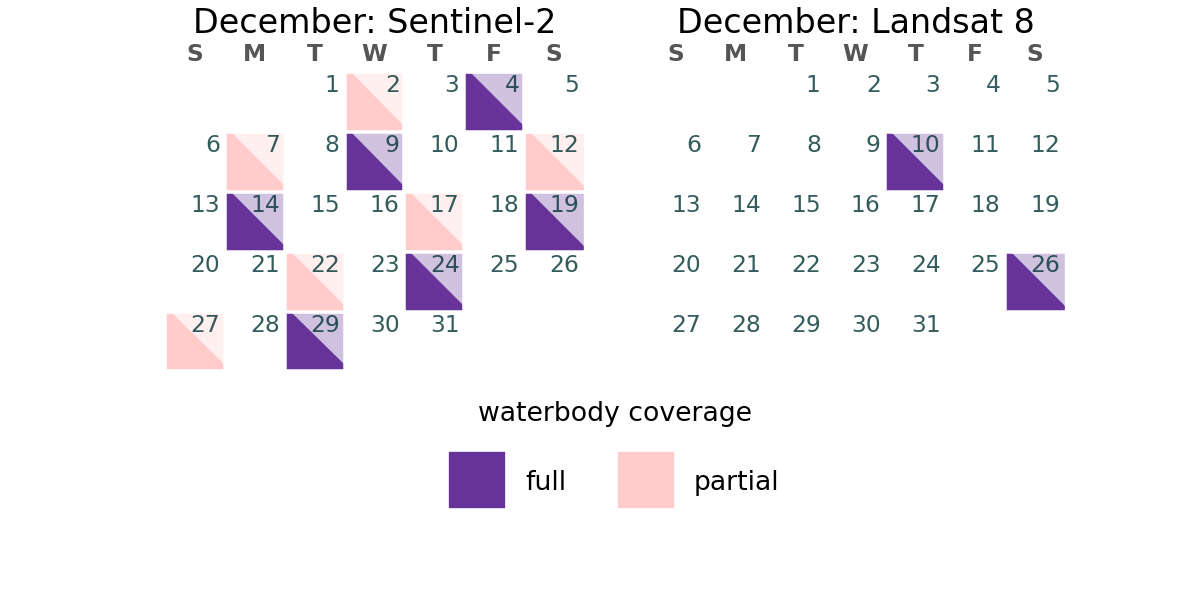 December: Sentinel-2
S M T W T F S
1 2 3 4 5
6 7 8 9 10 11 12
13 14 15 16 17 18 19
20 21 22 23 24 25 26
27 28 29 30 31
December: Landsat 8
S M T W T F S
1 2 3 4 5
6 7 8 9 10 11 12
13 14 15 16 17 18 19
20 21 22 23 24 25 26
27 28 29 30 31
waterbody coverage
full
partial